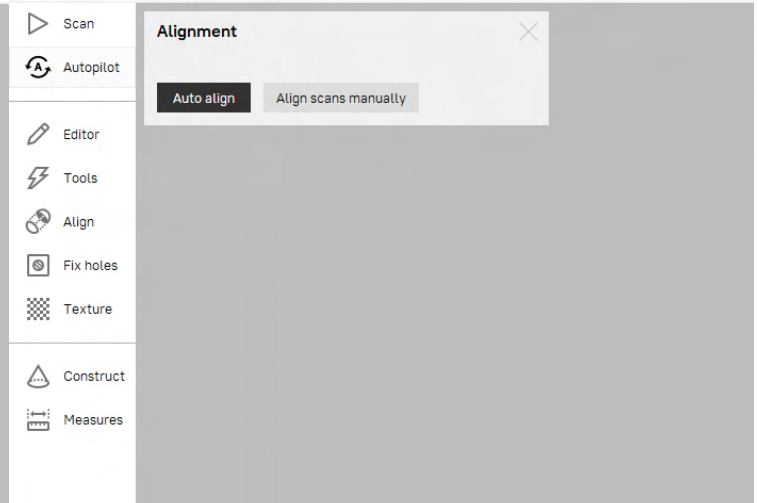 Scan
Autopilot
Editor
Tools
Align
Fix holes
Texture
Construct
Measures
Alignment
Auto align
Align scans manually